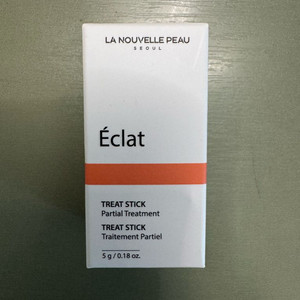 LA NOUVELLE PEAU
SEOUL
Éclat
TREAT STICK
Partial Treatment
TREAT STICK
Traitement Partiel
5 g / 0.18 oz.